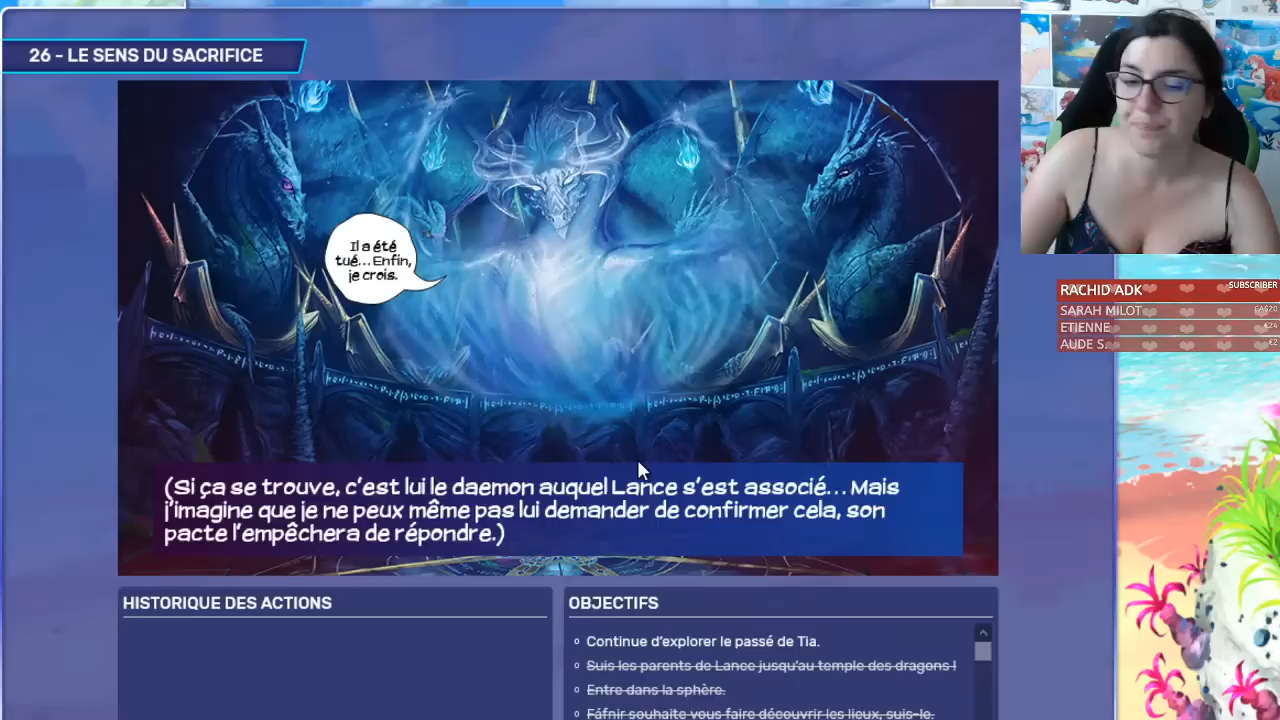 26 - LE SENS DU SACRIFICE
Il a été
tué... Enfin,
je crois.
(Si ça se trouve, c'est lui le daemon auquel Lance s'est associé... Mais
j'imagine que je ne peux même pas lui demander de confirmer cela, son
pacte l'empêchera de répondre.)
HISTORIQUE DES ACTIONS
OBJECTIFS
Continue d'explorer le passé de Tia.
Suis les parents de Lance jusqu'au temple des dragons !
Entre dans la sphère.
Fáfnir souhaite vous faire découvrir les lieux, suis-le.
RACHID ADK SUBSCRIBER
SARAH MILOT CA$20
ETIENNE €24
AUDE S. €2